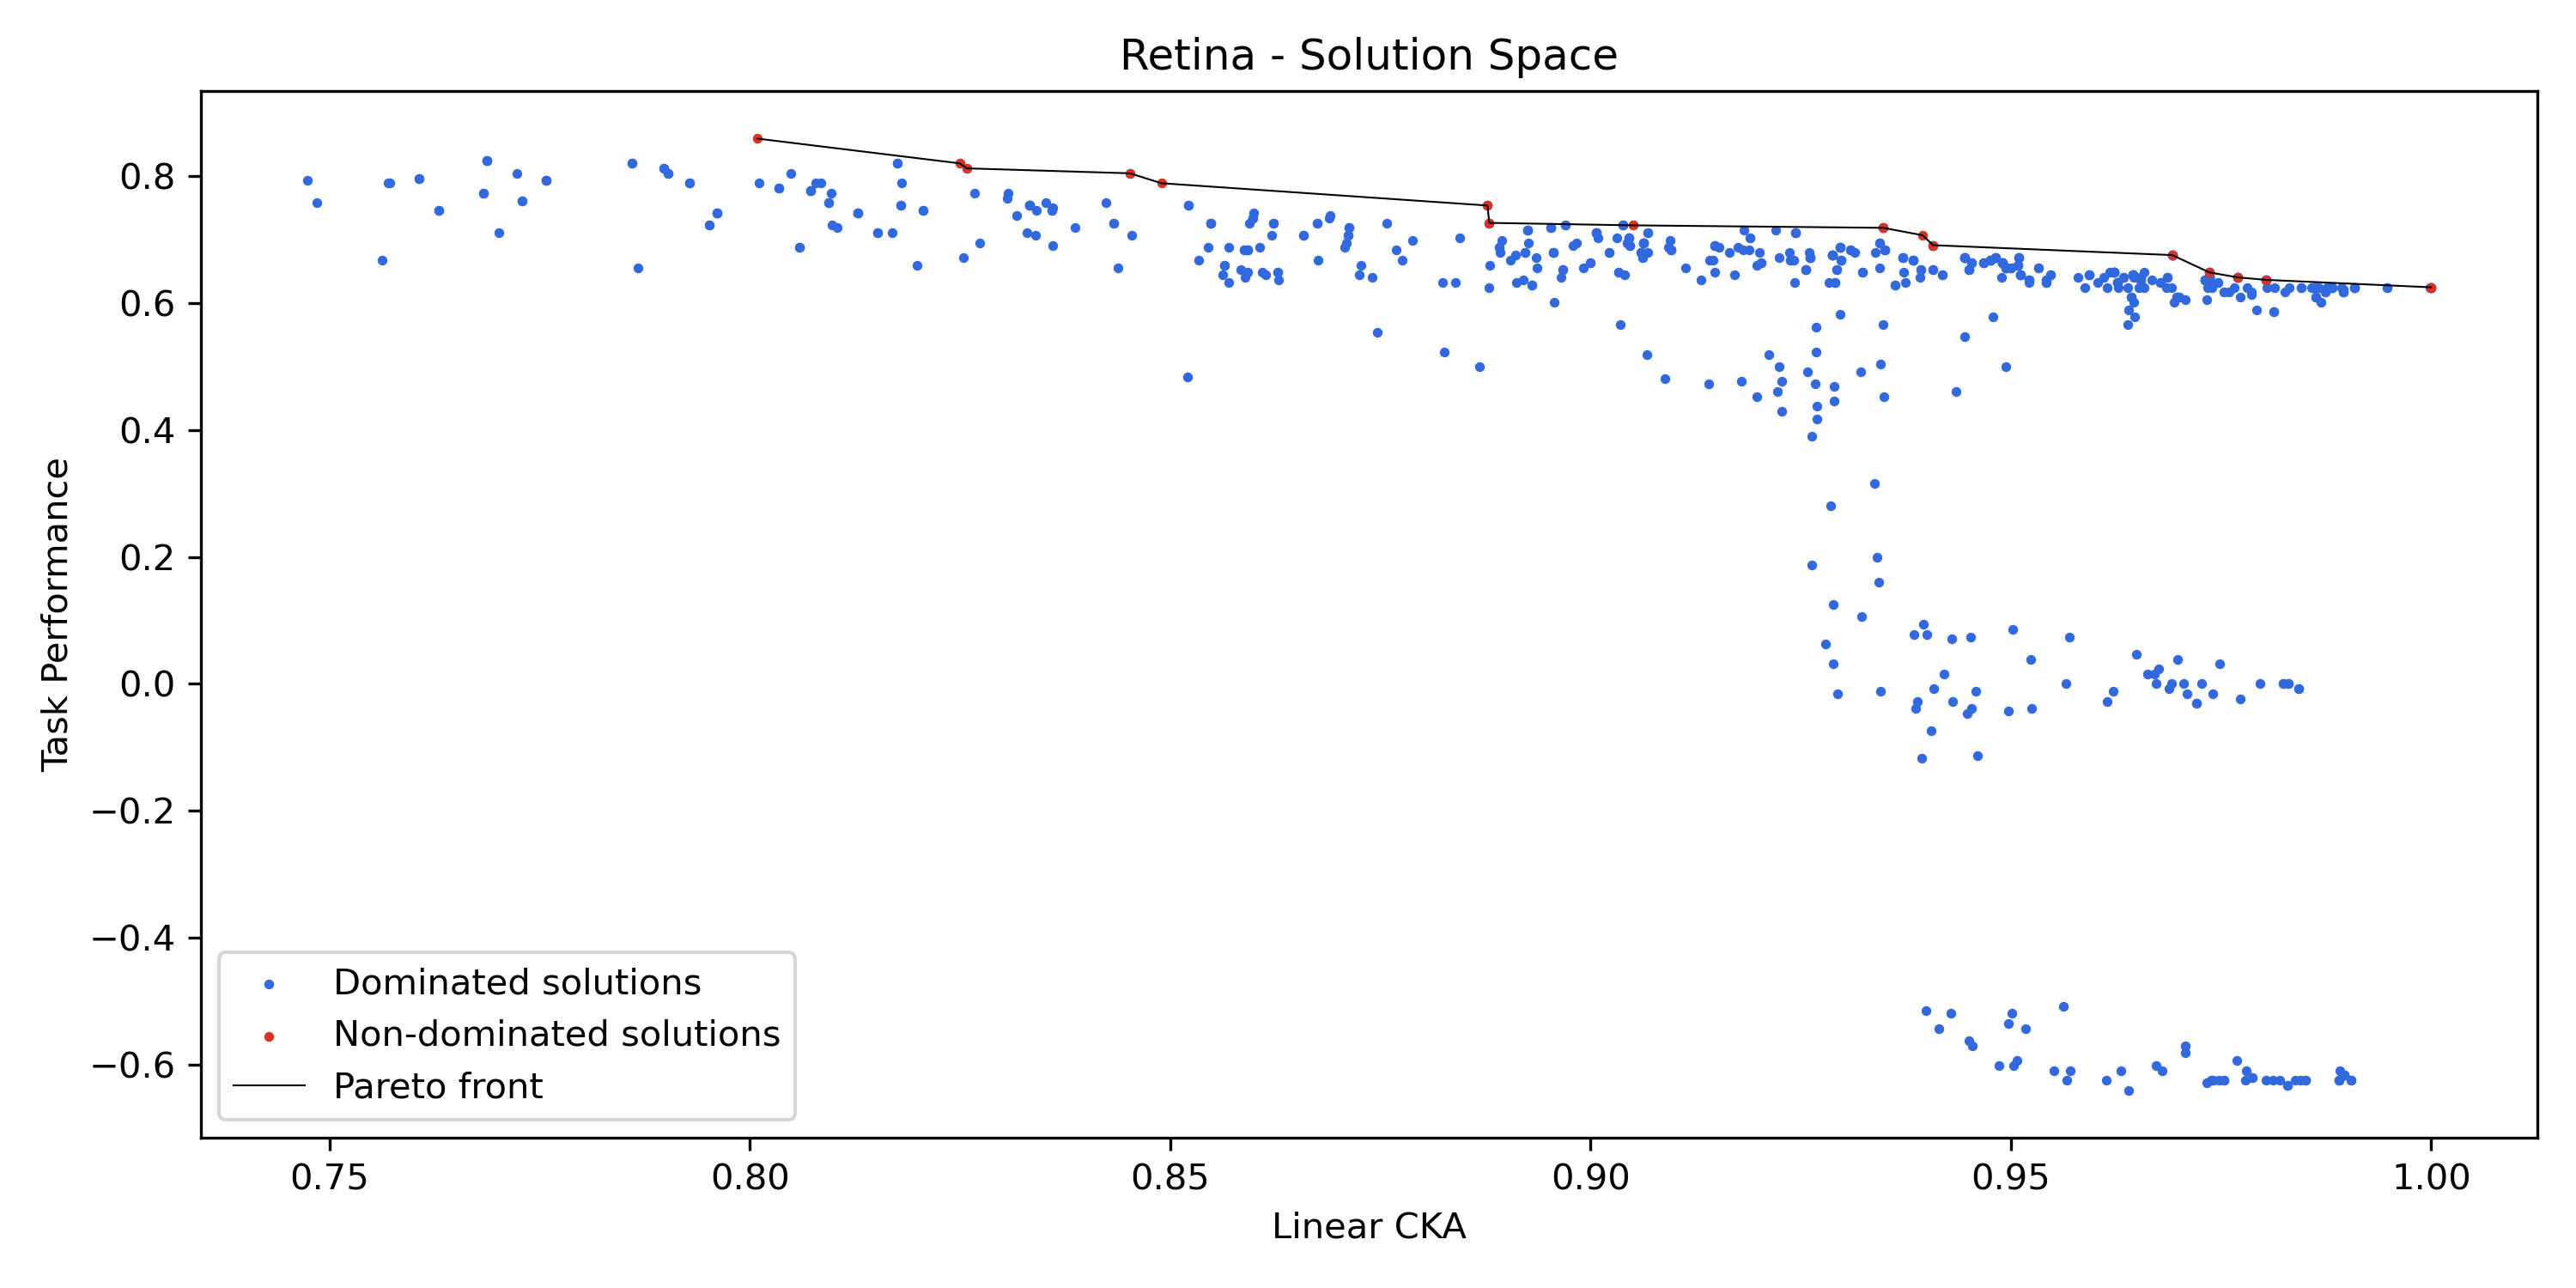 Retina - Solution Space
Task Performance
0.8
0.6
0.4
0.2
0.0
−0.2
−0.4
−0.6
Dominated solutions
Non-dominated solutions
Pareto front
0.75 0.80 0.85 0.90 0.95 1.00
Linear CKA